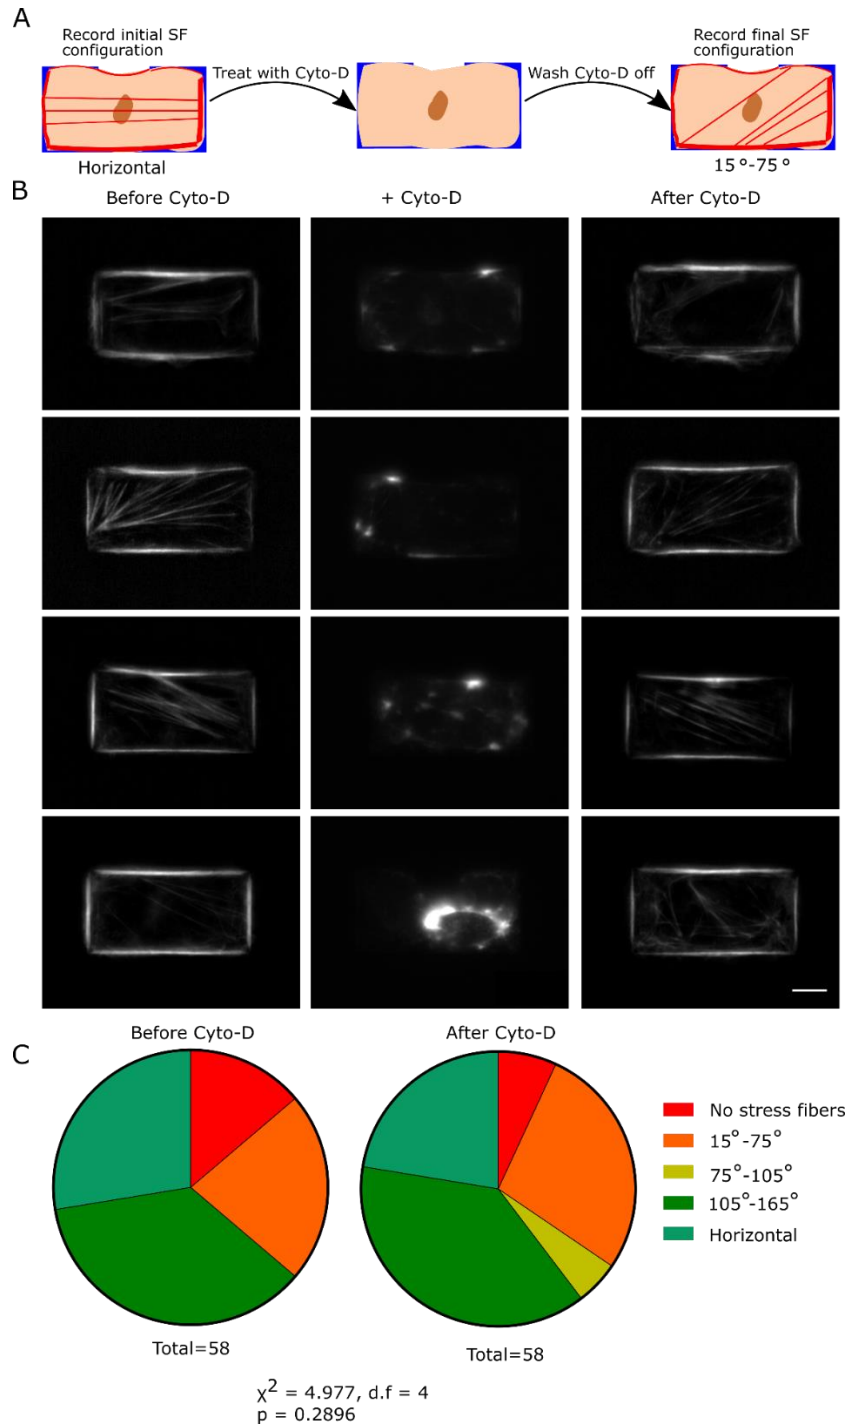 A
Record initial SF
configuration
Treat with Cyto-D
Wash Cyto-D off
Record final SF
configuration
Horizontal
15°-75°
B
Before Cyto-D
+ Cyto-D
After Cyto-D
C
Before Cyto-D
After Cyto-D
No stress fibers
15°-75°
75°-105°
105°-165°
Horizontal
Total=58
Total=58
χ² = 4.977, d.f = 4
p = 0.2896